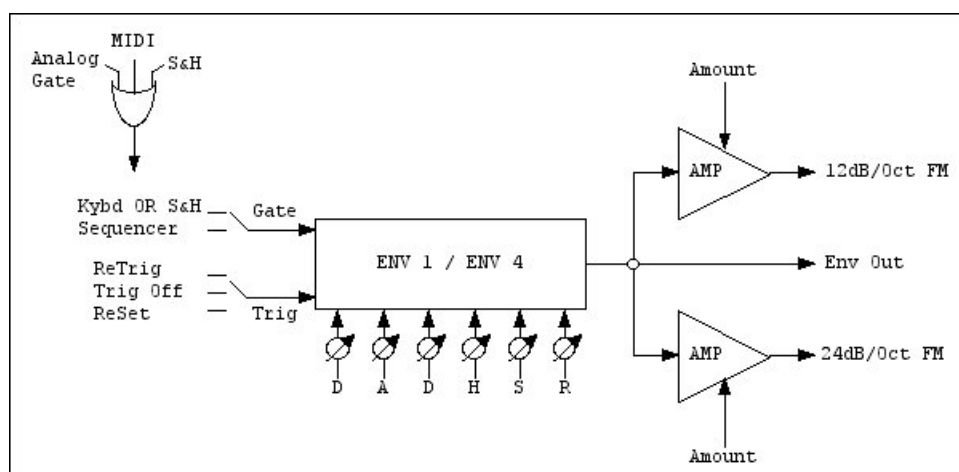 MIDI
Analog
Gate
S&H
Amount
AMP
12dB/Oct FM
Kybd OR S&H
Gate
Sequencer
ENV 1 / ENV 4
Env Out
ReTrig
Trig Off
ReSet
Trig
AMP
24dB/Oct FM
D A D H S R
Amount